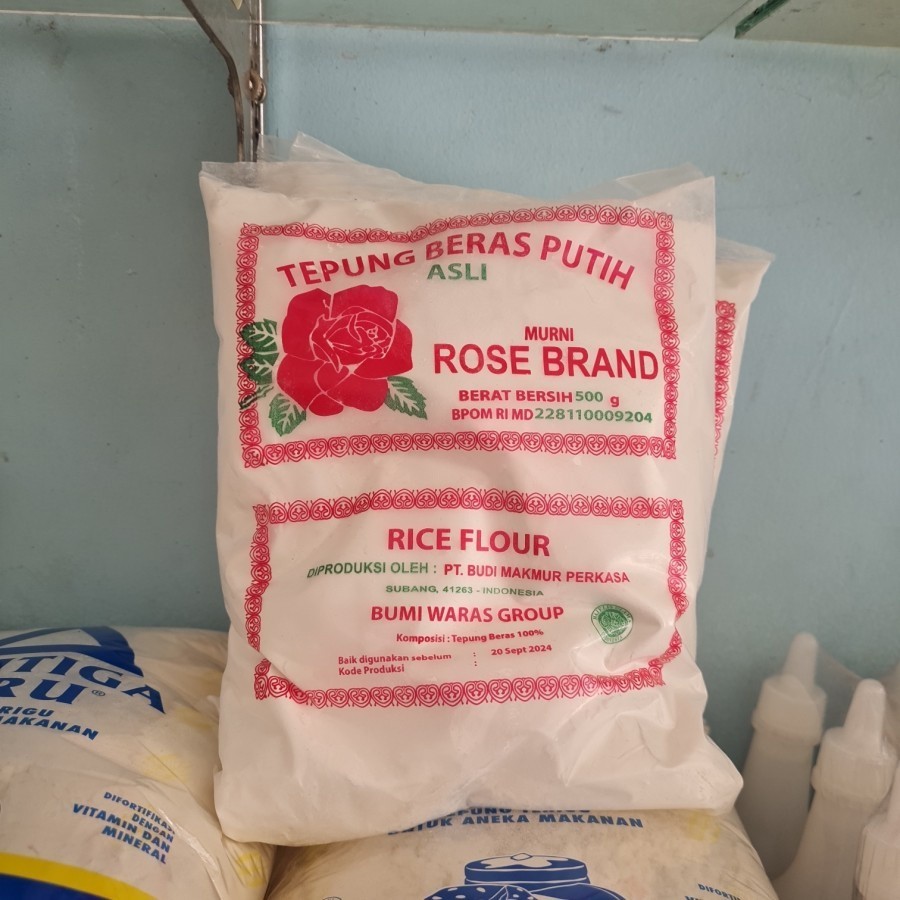 TEPUNG BERAS PUTIH
ASLI
MURNI
ROSE BRAND
BERAT BERSIH 500 g
BPOM RI MD 228110009204
RICE FLOUR
DIPRODUKSI OLEH : PT. BUDI MAKMUR PERKASA
SUBANG, 41263 - INDONESIA
BUMI WARAS GROUP
Komposisi : Tepung Beras 100%
Baik digunakan sebelum : 20 Sept 2024
Kode Produksi :
TIGA
RU®
RIGU
MAKANAN
DIFORTIFIKASI
DENGAN
VITAMIN DAN
MINERAL
UNTUK ANEKA MAKANAN